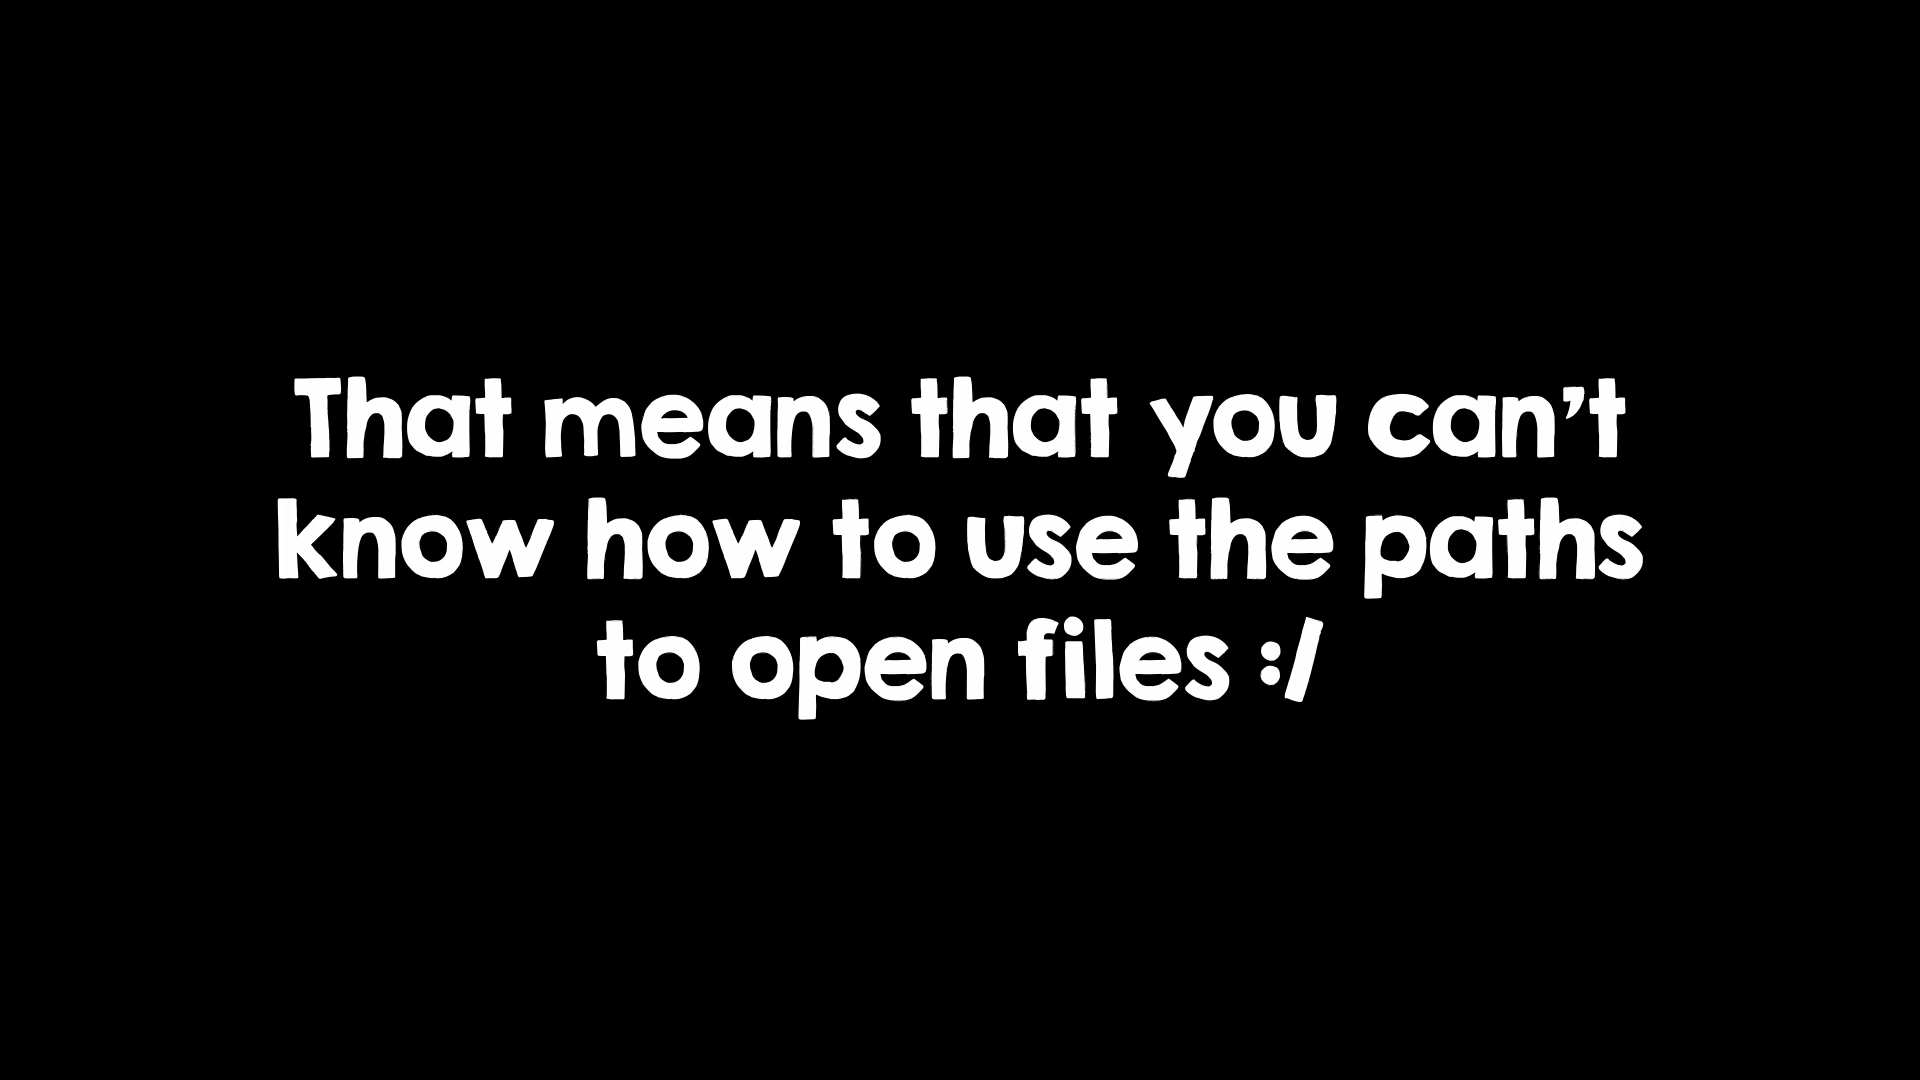 That means that you can’t
know how to use the paths
to open files :/